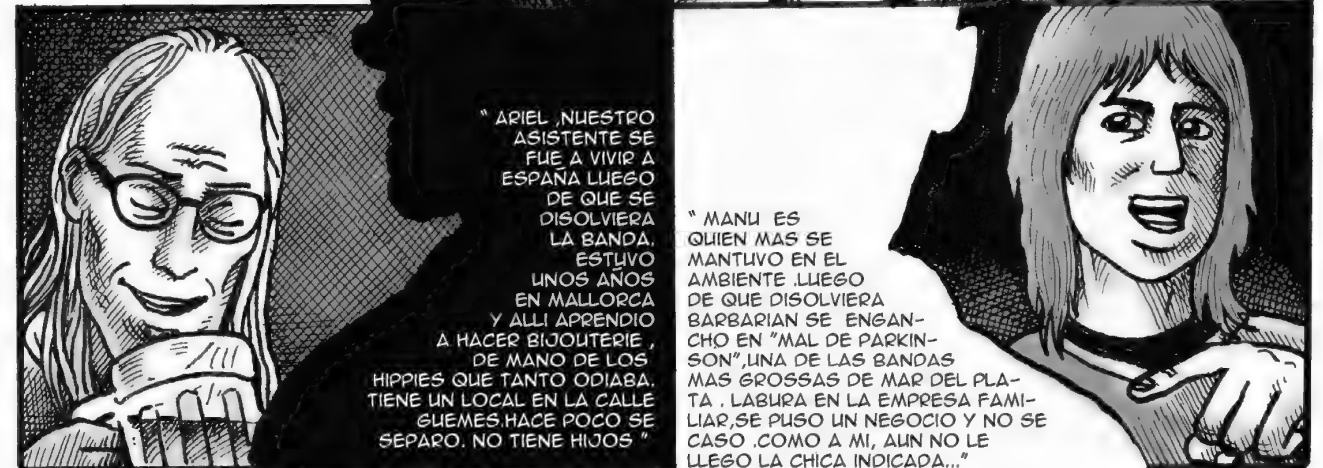 " ARIEL ,NUESTRO
ASISTENTE SE
FUE A VIVIR A
ESPAÑA LUEGO
DE QUE SE
DISOLVIERA
LA BANDA.
ESTUVO
UNOS AÑOS
EN MALLORCA
Y ALLI APRENDIO
A HACER BIJOUTERIE ,
DE MANO DE LOS
HIPPIES QUE TANTO ODIABA.
TIENE UN LOCAL EN LA CALLE
GUEMES.HACE POCO SE
SEPARO. NO TIENE HIJOS "
" MANU ES
QUIEN MAS SE
MANTUVO EN EL
AMBIENTE .LUEGO
DE QUE DISOLVIERA
BARBARIAN SE ENGAN-
CHO EN "MAL DE PARKIN-
SON",UNA DE LAS BANDAS
MAS GROSSAS DE MAR DEL PLA-
TA . LABURA EN LA EMPRESA FAMI-
LIAR,SE PUSO UN NEGOCIO Y NO SE
CASO .COMO A MI, AUN NO LE
LLEGO LA CHICA INDICADA..."